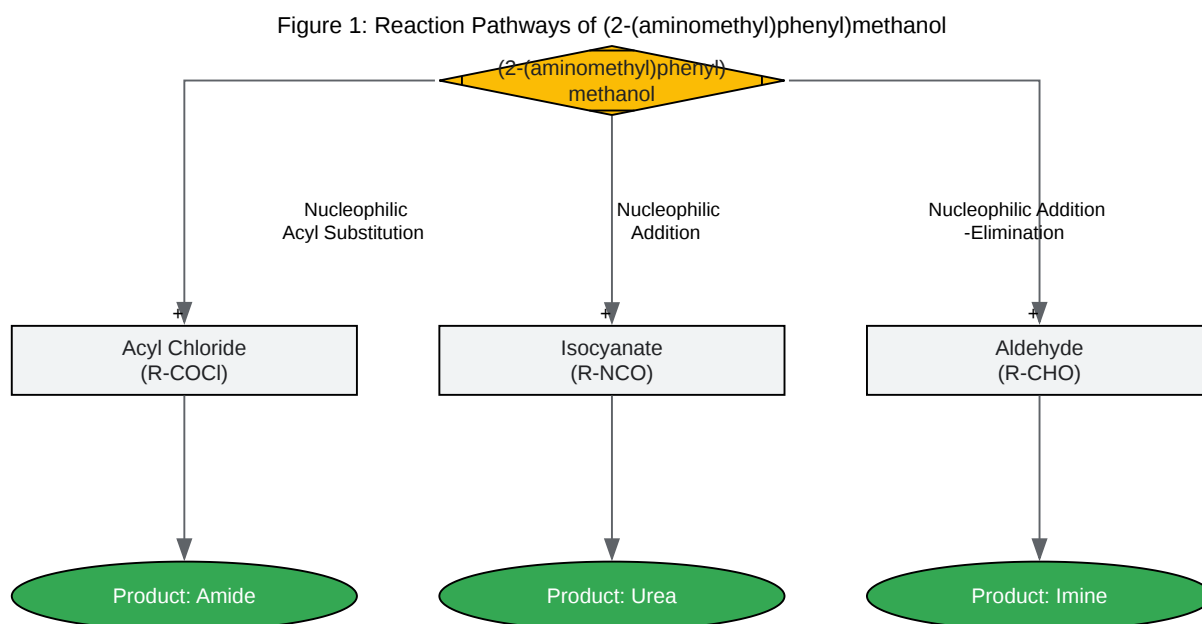 Figure 1: Reaction Pathways of (2-(aminomethyl)phenyl)methanol
(2-(aminomethyl)phenyl)
methanol
Nucleophilic
Acyl Substitution
Nucleophilic
Addition
Nucleophilic Addition
-Elimination
+
+
+
Acyl Chloride
(R-COCl)
Isocyanate
(R-NCO)
Aldehyde
(R-CHO)
Product: Amide
Product: Urea
Product: Imine